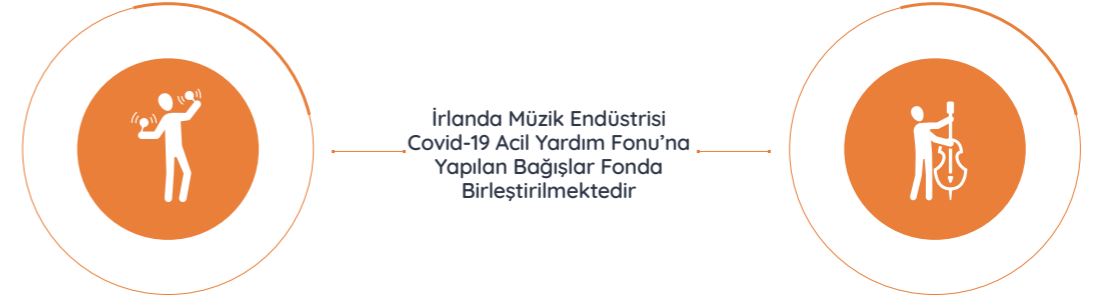 İrlanda Müzik Endüstrisi
Covid-19 Acil Yardım Fonu’na
Yapılan Bağışlar Fonda
Birleştirilmektedir